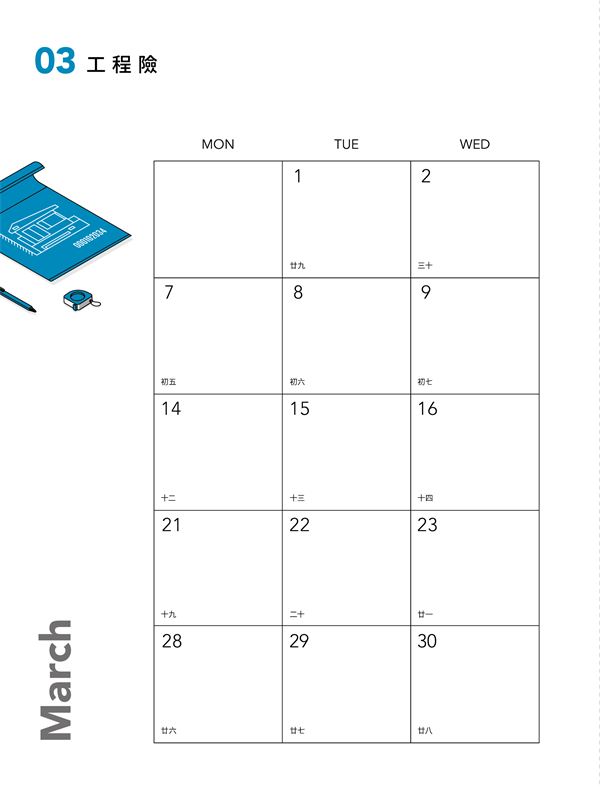 03 工程險
MON TUE WED
1 2
廿九 三十
000102034
7 8 9
初五 初六 初七
14 15 16
十二 十三 十四
21 22 23
十九 二十 廿一
28 29 30
廿六 廿七 廿八
March